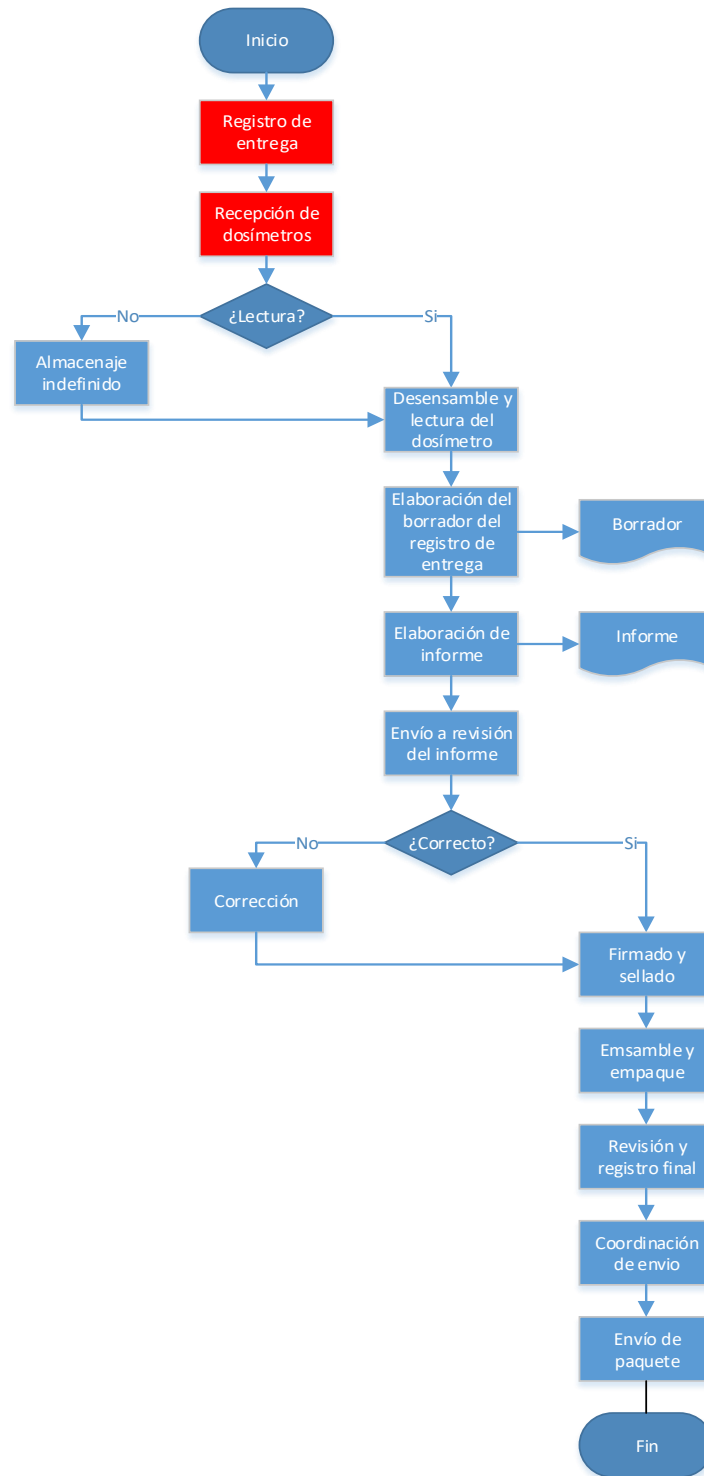 Inicio
Registro de
entrega
Recepción de
dosímetros
¿Lectura?
No
Si
Almacenaje
indefinido
Desensamble y
lectura del
dosímetro
Elaboración del
borrador del
registro de
entrega
Borrador
Elaboración de
informe
Informe
Envío a revisión
del informe
¿Correcto?
No
Si
Corrección
Firmado y
sellado
Emsamble y
empaque
Revisión y
registro final
Coordinación
de envio
Envío de
paquete
Fin